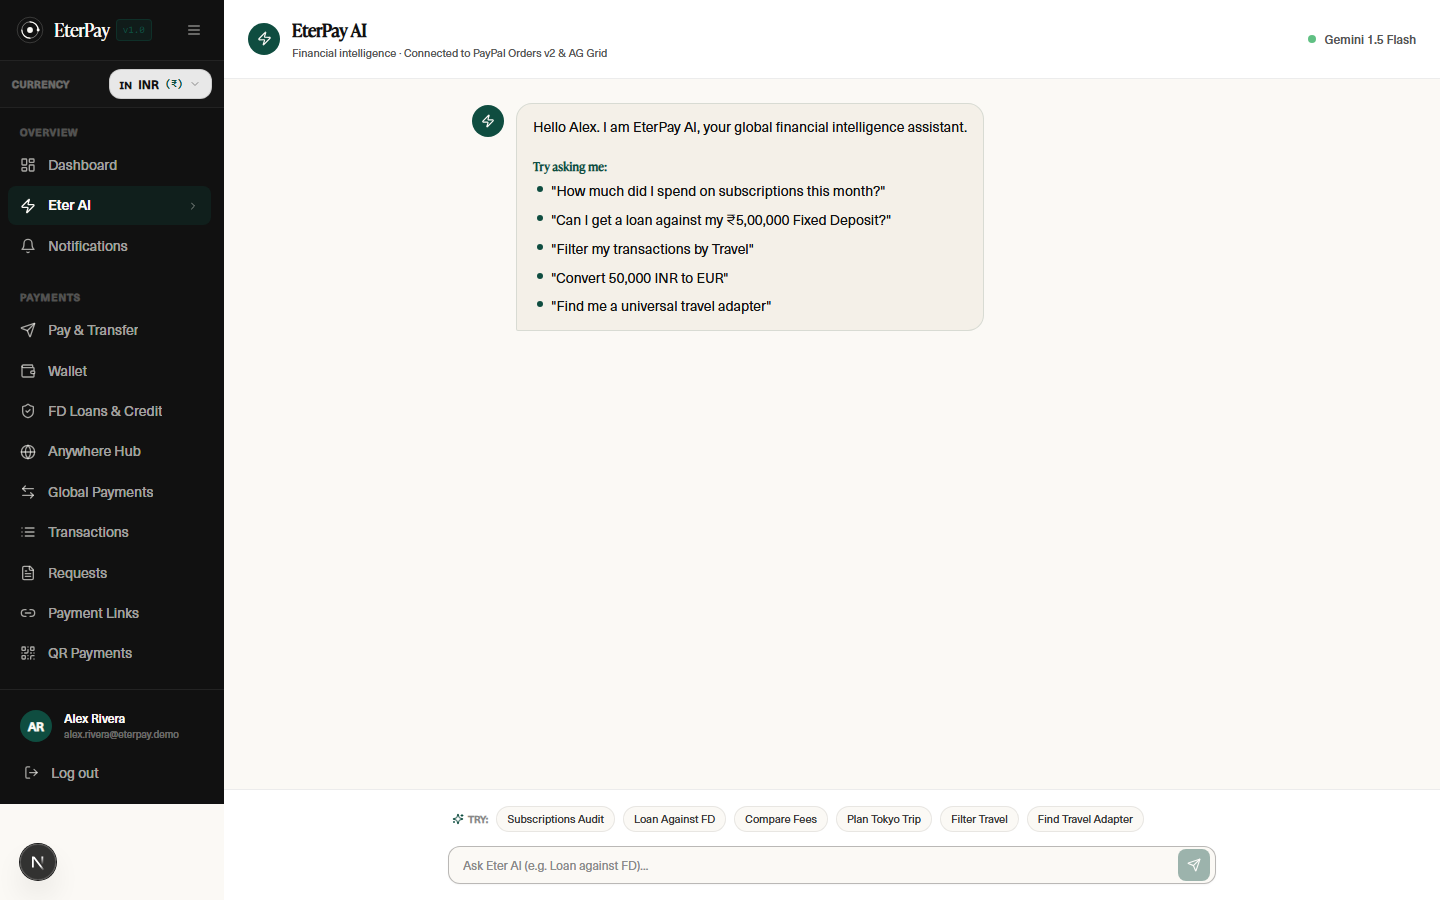 EterPay v1.0
CURRENCY IN INR (₹)
OVERVIEW
Dashboard
Eter AI
Notifications
PAYMENTS
Pay & Transfer
Wallet
FD Loans & Credit
Anywhere Hub
Global Payments
Transactions
Requests
Payment Links
QR Payments
AR
Alex Rivera
alex.rivera@eterpay.demo
Log out
N
EterPay AI
Financial intelligence · Connected to PayPal Orders v2 & AG Grid
Gemini 1.5 Flash
Hello Alex. I am EterPay AI, your global financial intelligence assistant.
Try asking me:
"How much did I spend on subscriptions this month?"
"Can I get a loan against my ₹5,00,000 Fixed Deposit?"
"Filter my transactions by Travel"
"Convert 50,000 INR to EUR"
"Find me a universal travel adapter"
TRY: Subscriptions Audit Loan Against FD Compare Fees Plan Tokyo Trip Filter Travel Find Travel Adapter
Ask Eter AI (e.g. Loan against FD)...